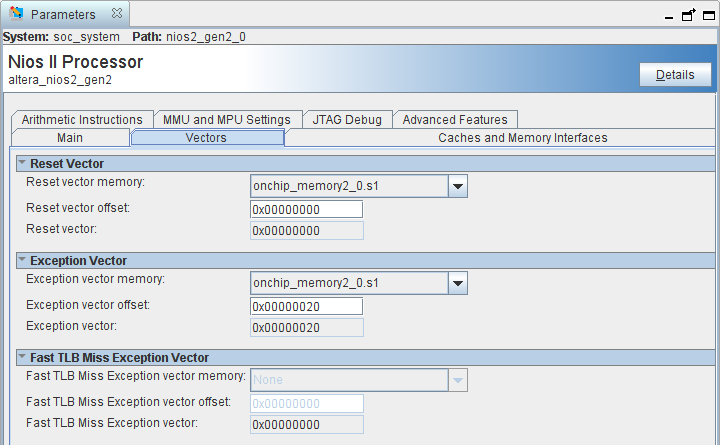 Parameters
System: soc_system Path: nios2_gen2_0
Nios II Processor
altera_nios2_gen2
Details
Arithmetic Instructions MMU and MPU Settings JTAG Debug Advanced Features
Main Vectors Caches and Memory Interfaces
Reset Vector
Reset vector memory: onchip_memory2_0.s1
Reset vector offset: 0x00000000
Reset vector: 0x00000000
Exception Vector
Exception vector memory: onchip_memory2_0.s1
Exception vector offset: 0x00000020
Exception vector: 0x00000020
Fast TLB Miss Exception Vector
Fast TLB Miss Exception vector memory: None
Fast TLB Miss Exception vector offset: 0x00000000
Fast TLB Miss Exception vector: 0x00000000